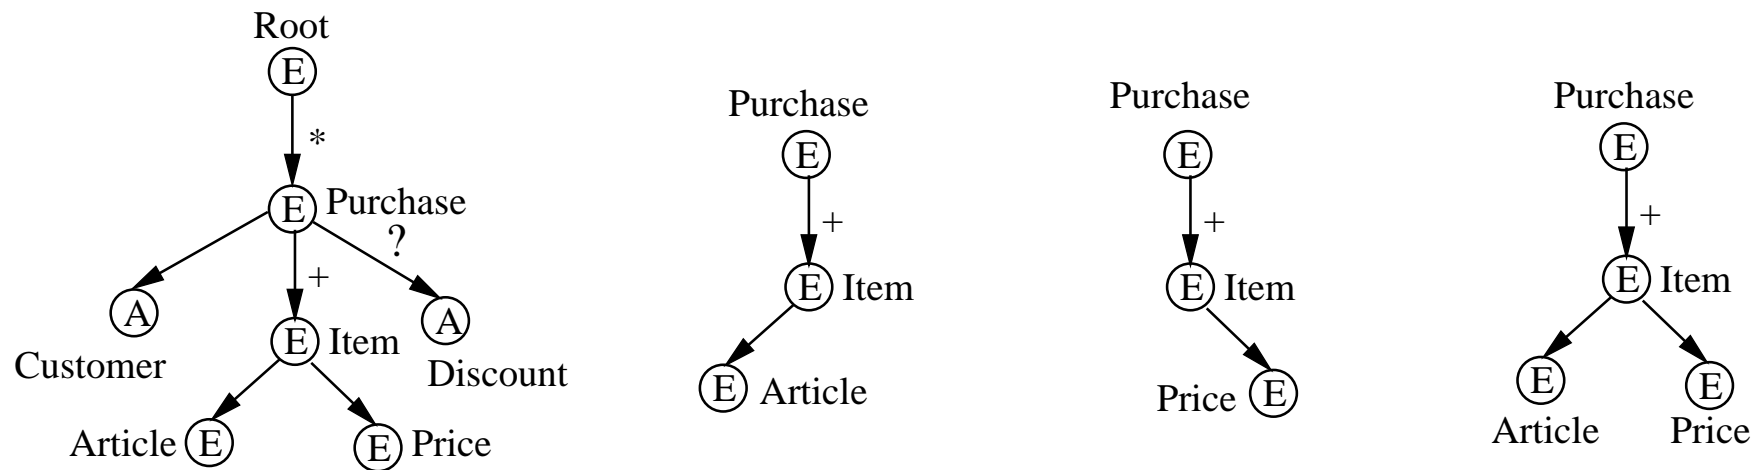 Root
E
*
E Purchase
?
+
A
A
Customer
E Item
Discount
Article E
E Price
Purchase
E
+
E Item
E Article
Purchase
E
+
E Item
Price E
Purchase
E
+
E Item
E
E
Article
Price